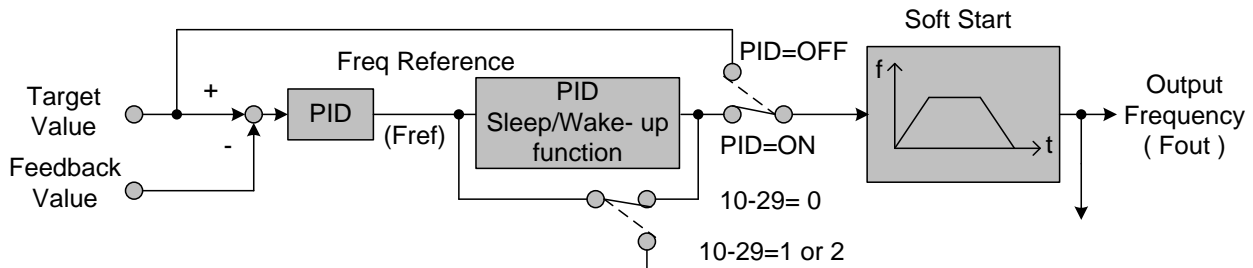 Soft Start
PID=OFF
Freq Reference
f
Target
Value
+
-
PID
(Fref)
PID
Sleep/Wake- up
function
PID=ON
t
Output
Frequency
( Fout )
Feedback
Value
10-29= 0
10-29=1 or 2